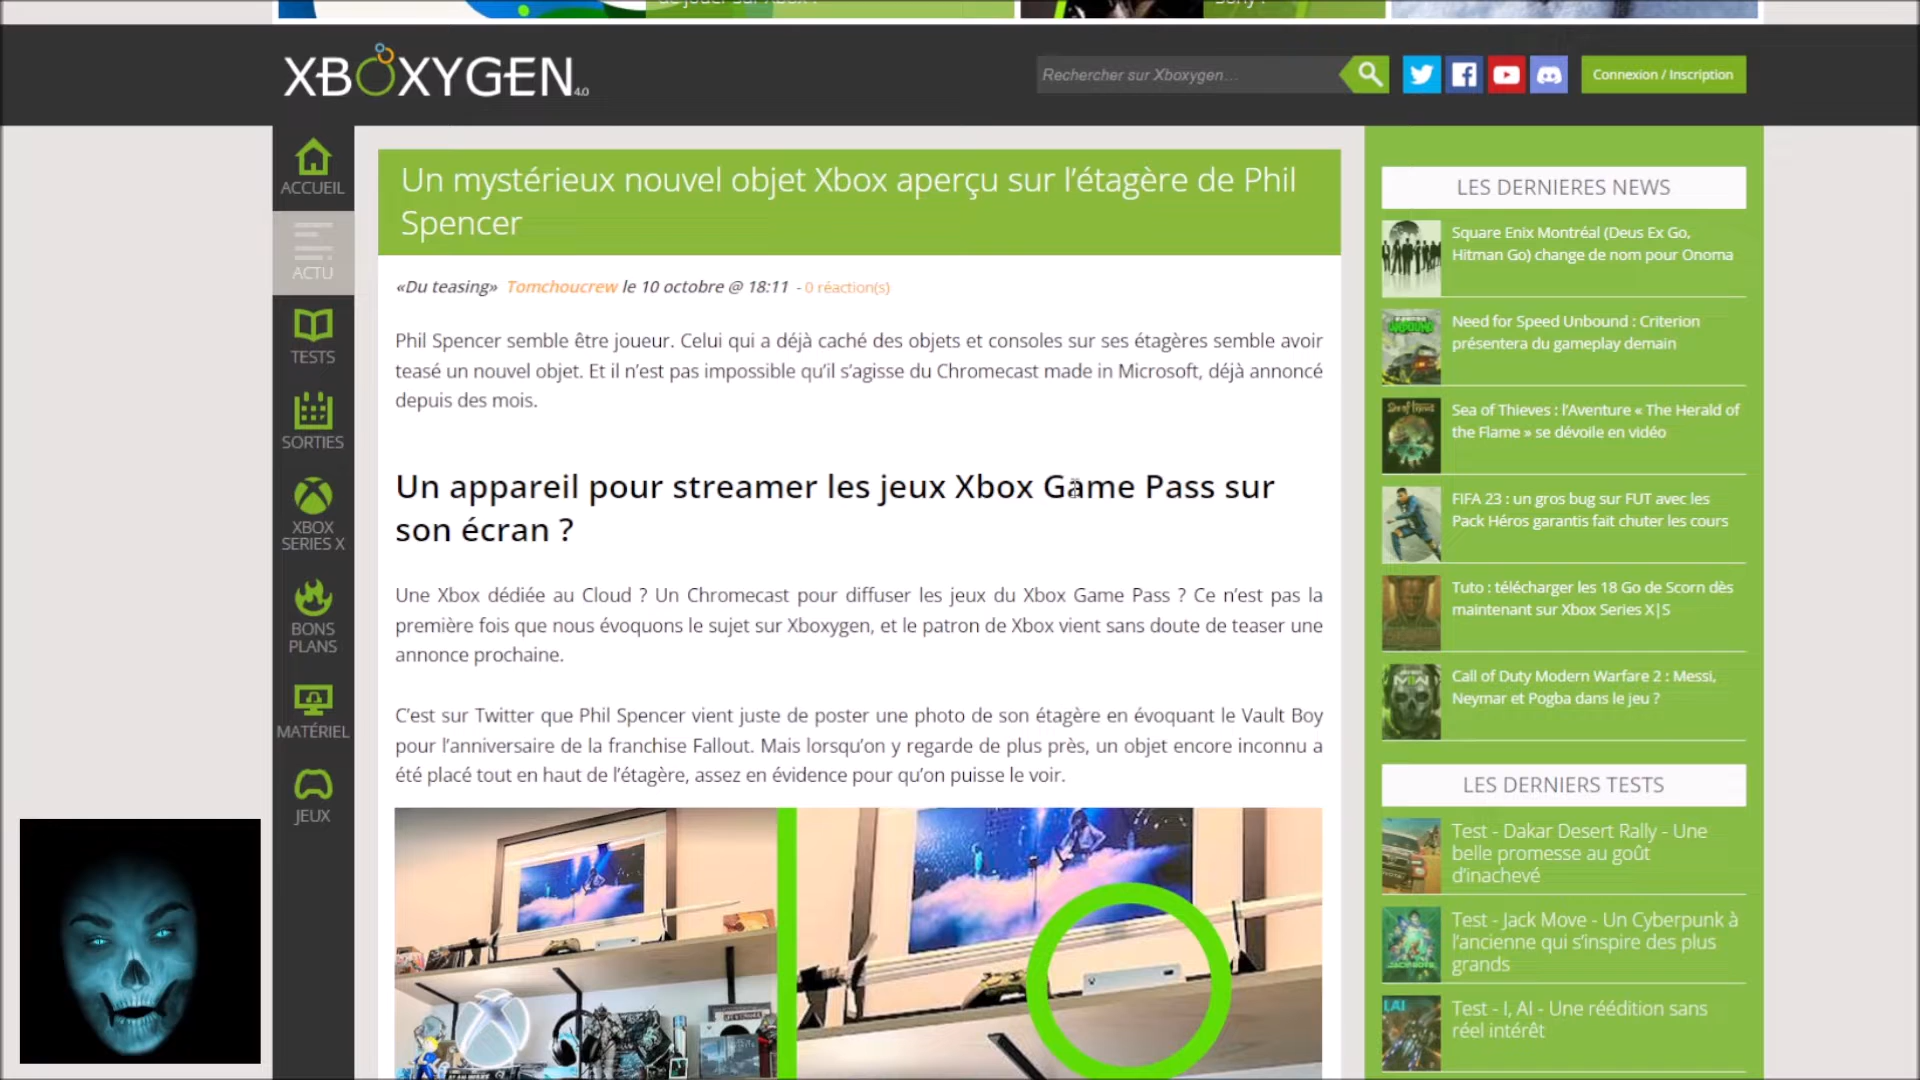 de jouer sur Xbox !
Sony !
XBOXYGEN 4.0
Rechercher sur Xboxygen...
Connexion / Inscription
ACCUEIL
ACTU
TESTS
SORTIES
XBOX
SERIES X
BONS
PLANS
MATÉRIEL
JEUX
Un mystérieux nouvel objet Xbox aperçu sur l’étagère de Phil
Spencer
«Du teasing» Tomchoucrew le 10 octobre @ 18:11 - 0 réaction(s)
Phil Spencer semble être joueur. Celui qui a déjà caché des objets et consoles sur ses étagères semble avoir
teasé un nouvel objet. Et il n’est pas impossible qu’il s’agisse du Chromecast made in Microsoft, déjà annoncé
depuis des mois.
Un appareil pour streamer les jeux Xbox Game Pass sur
son écran ?
Une Xbox dédiée au Cloud ? Un Chromecast pour diffuser les jeux du Xbox Game Pass ? Ce n’est pas la
première fois que nous évoquons le sujet sur Xboxygen, et le patron de Xbox vient sans doute de teaser une
annonce prochaine.
C’est sur Twitter que Phil Spencer vient juste de poster une photo de son étagère en évoquant le Vault Boy
pour l’anniversaire de la franchise Fallout. Mais lorsqu’on y regarde de plus près, un objet encore inconnu a
été placé tout en haut de l’étagère, assez en évidence pour qu’on puisse le voir.
LES DERNIERES NEWS
Square Enix Montréal (Deus Ex Go,
Hitman Go) change de nom pour Onoma
Need for Speed Unbound : Criterion
présentera du gameplay demain
Sea of Thieves : l’Aventure « The Herald of
the Flame » se dévoile en vidéo
FIFA 23 : un gros bug sur FUT avec les
Pack Héros garantis fait chuter les cours
Tuto : télécharger les 18 Go de Scorn dès
maintenant sur Xbox Series X|S
Call of Duty Modern Warfare 2 : Messi,
Neymar et Pogba dans le jeu ?
LES DERNIERS TESTS
Test - Dakar Desert Rally - Une
belle promesse au goût
d’inachevé
Test - Jack Move - Un Cyberpunk à
l’ancienne qui s’inspire des plus
grands
Test - I, AI - Une réédition sans
réel intérêt